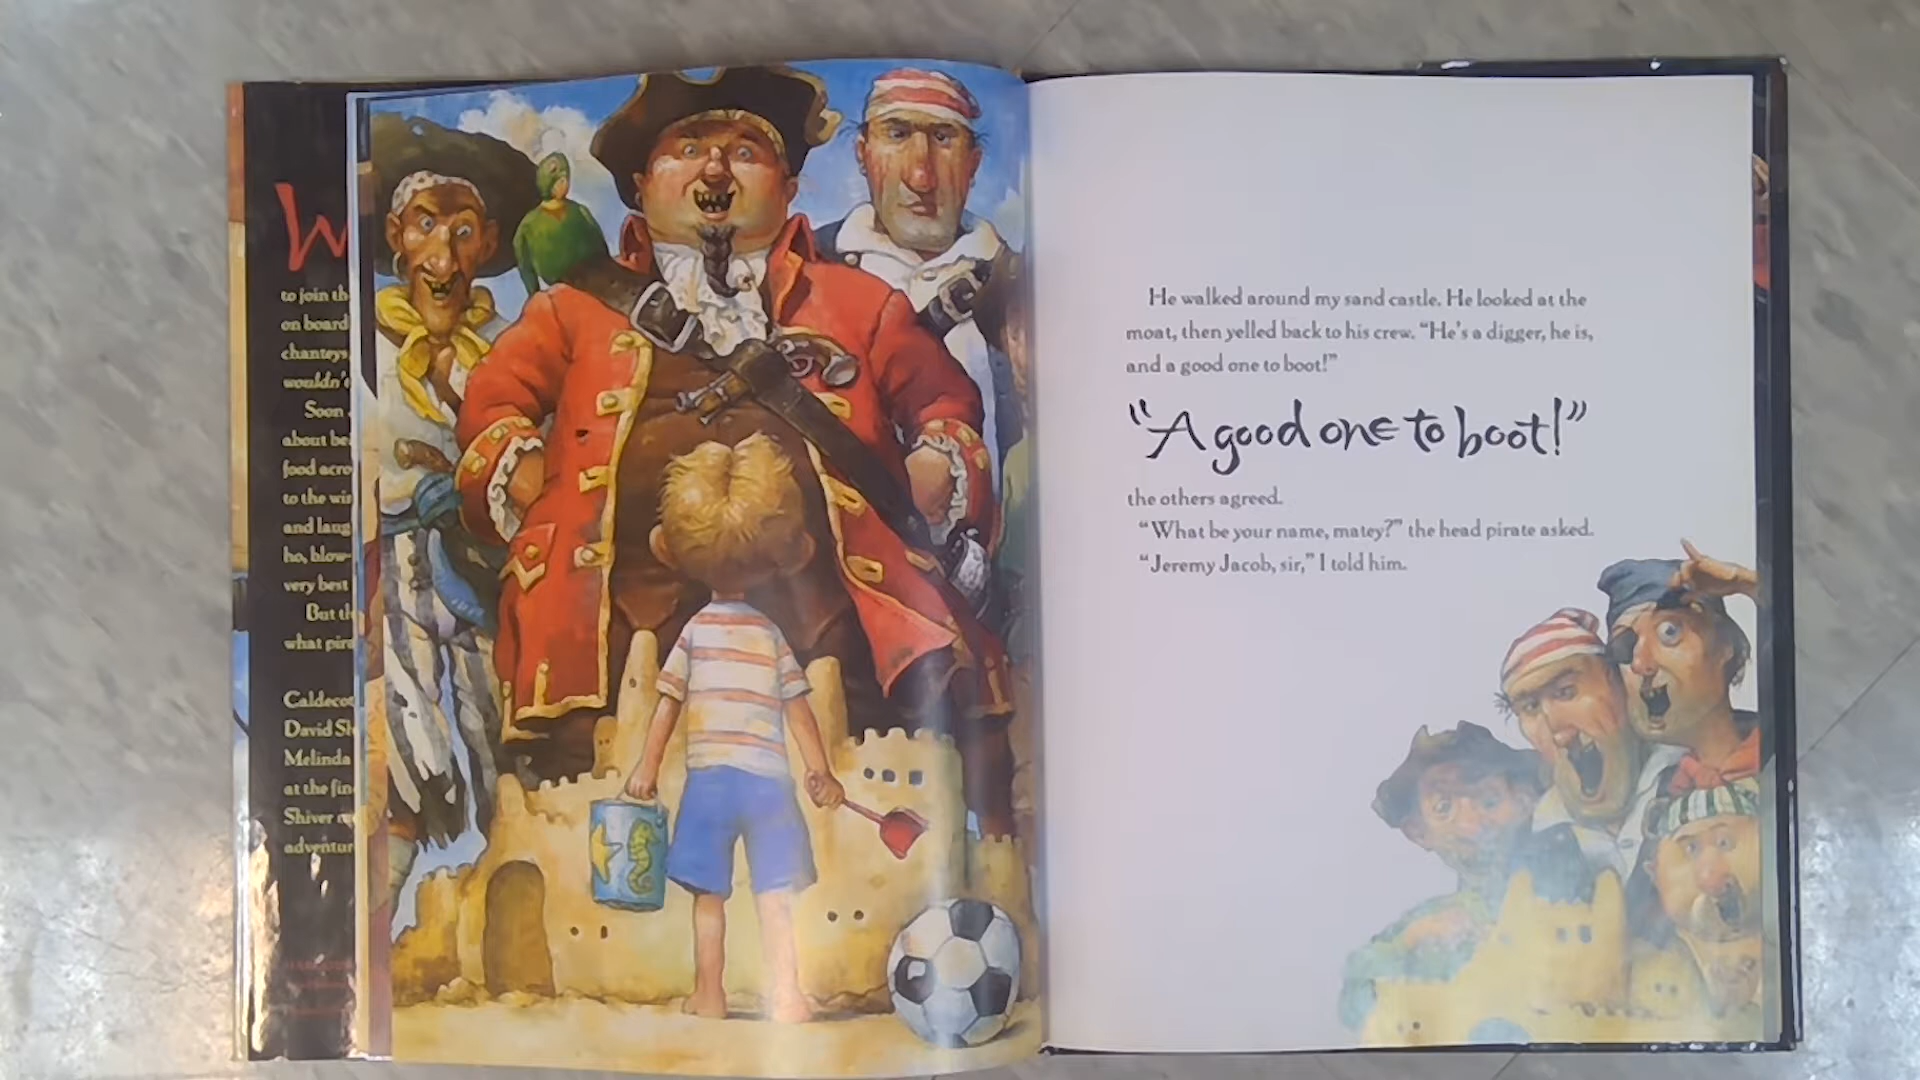 W
to join th
on board
chanteys
wouldn't
Soon
about be
food acro
to the wi
and laug
ho, blow-
very best
But th
what pir
Caldeco
David Sh
Melinda
at the fin
Shiver
adventur
He walked around my sand castle. He looked at the
moat, then yelled back to his crew. “He's a digger, he is,
and a good one to boot!”
“A good one to boot!”
the others agreed.
“What be your name, matey?” the head pirate asked.
“Jeremy Jacob, sir,” I told him.